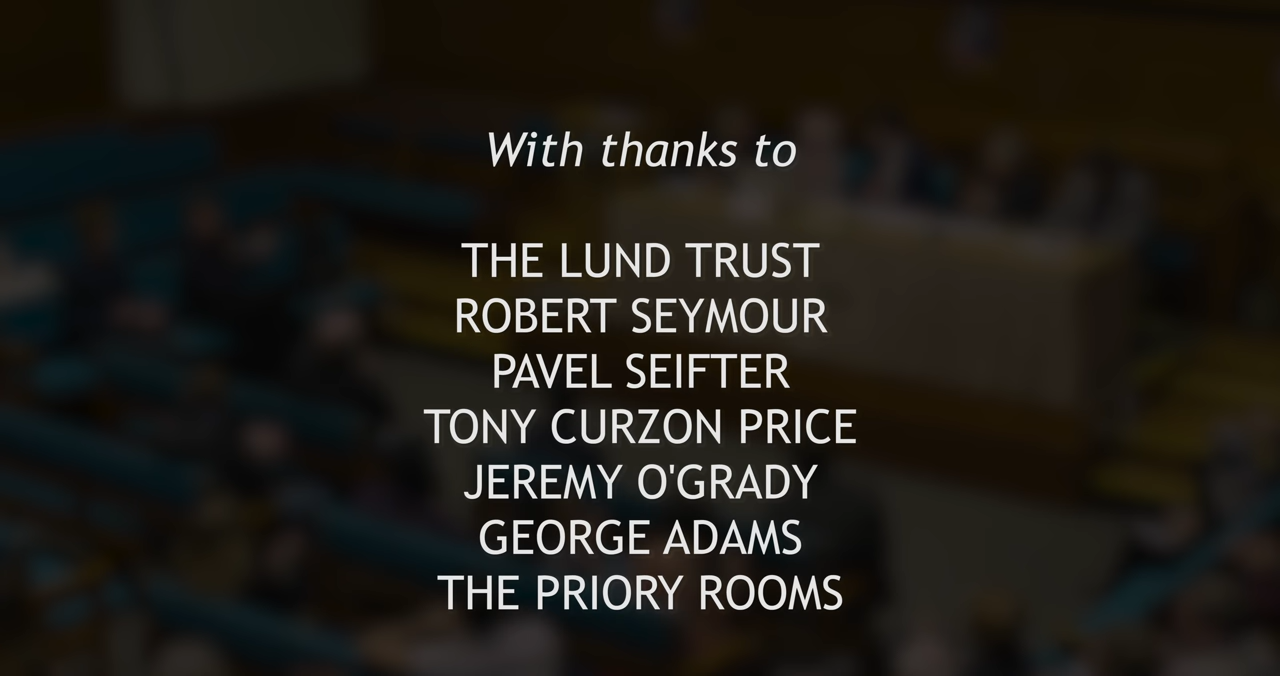 With thanks to
THE LUND TRUST
ROBERT SEYMOUR
PAVEL SEIFTER
TONY CURZON PRICE
JEREMY O'GRADY
GEORGE ADAMS
THE PRIORY ROOMS